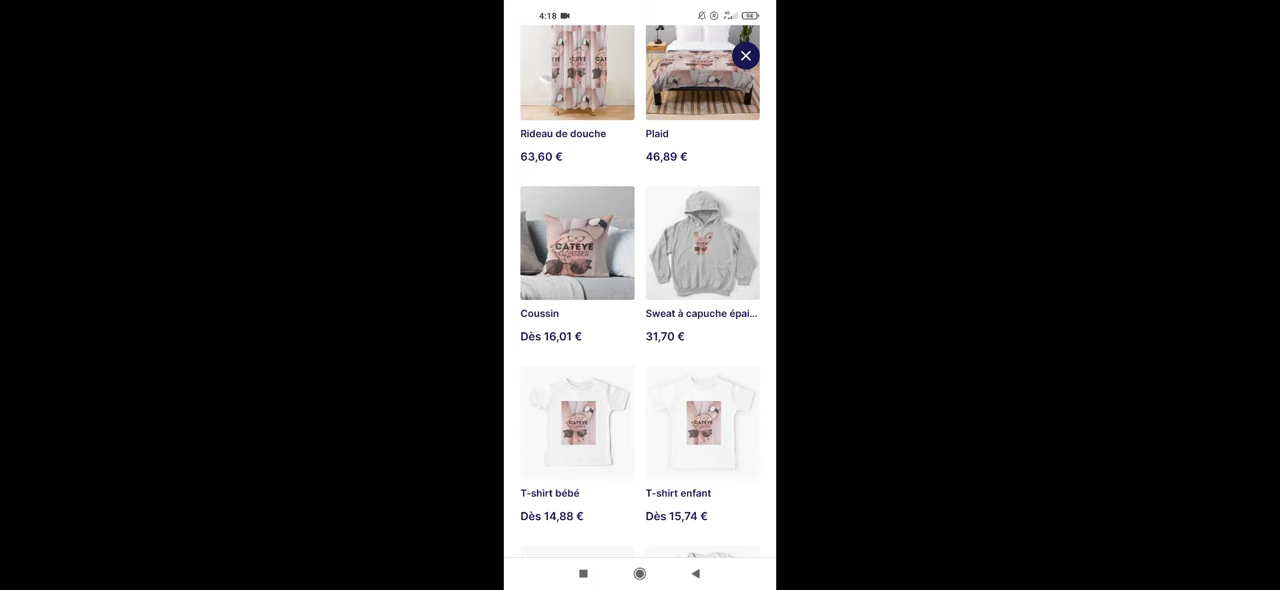 4:18
94
Rideau de douche
Plaid
63,60 €
46,89 €
CATEYE
Coussin
Sweat à capuche épai...
Dès 16,01 €
31,70 €
CATEYE
CATEYE
T-shirt bébé
T-shirt enfant
Dès 14,88 €
Dès 15,74 €